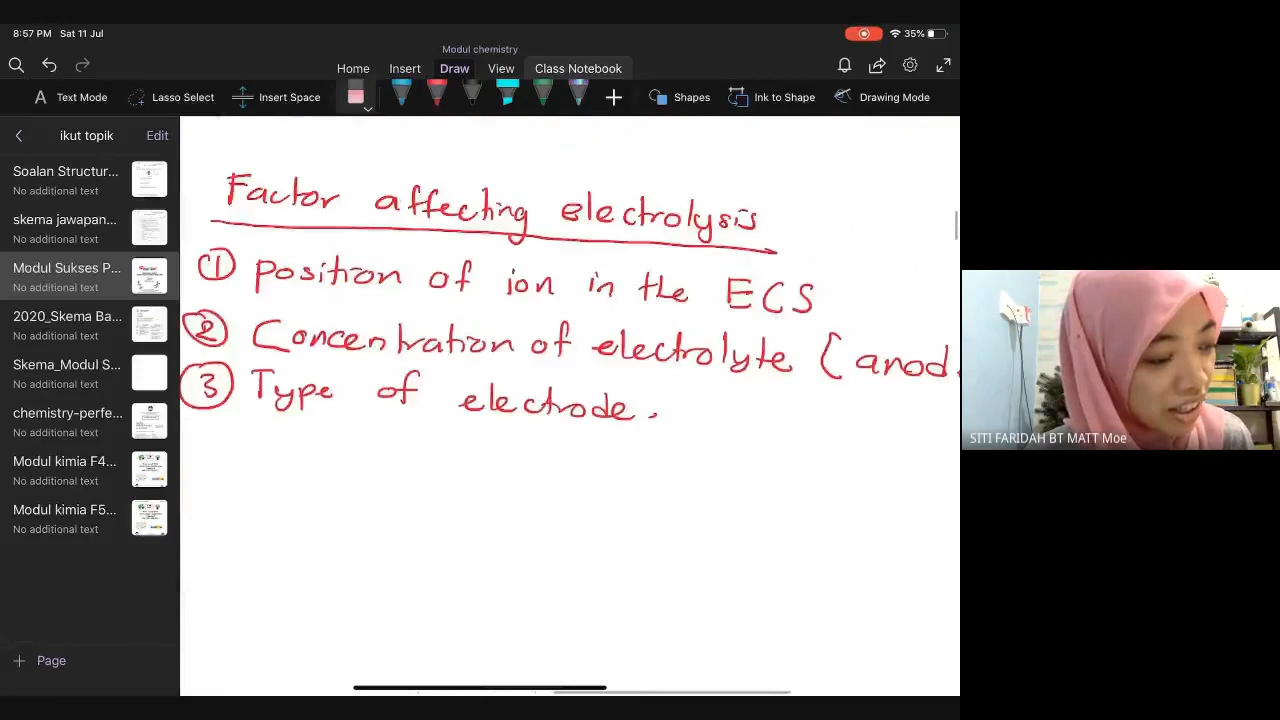 8:57 PM Sat 11 Jul
35%
Modul chemistry
Home Insert Draw View Class Notebook
Text Mode Lasso Select Insert Space Shapes Ink to Shape Drawing Mode
ikut topik Edit
Soalan Structur...
No additional text
skema jawapan...
No additional text
Modul Sukses P...
No additional text
2020_Skema Ba...
No additional text
Skema_Modul S...
No additional text
chemistry-perfe...
No additional text
Modul kimia F4...
No additional text
Modul kimia F5...
No additional text
Page
Factor affecting electrolysis
① position of ion in the ECS
② Concentration of electrolyte (anod
③ Type of electrode.
SITI FARIDAH BT MATT Moe